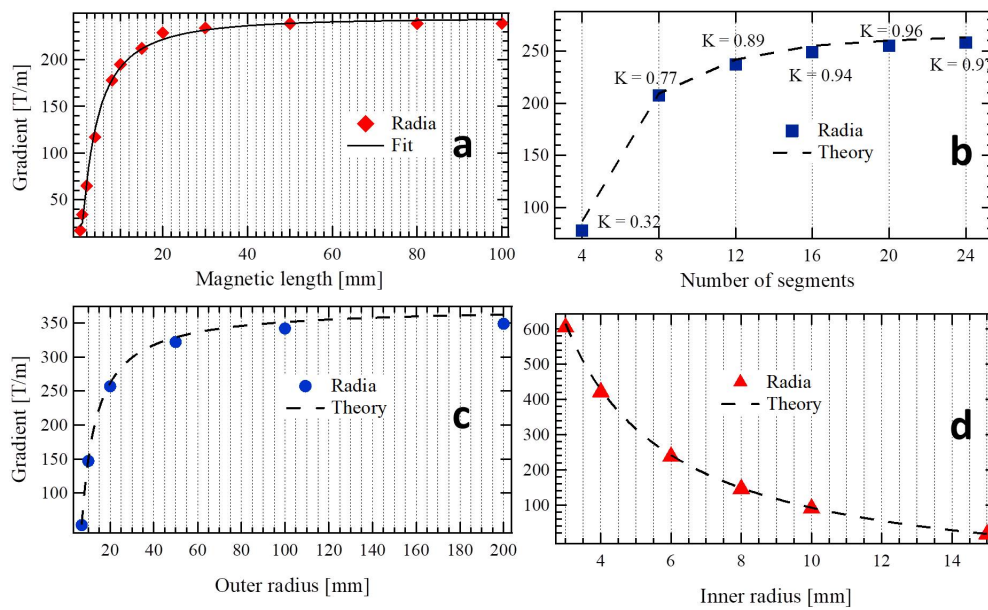 Gradient [T/m]
200
150
100
50
Radia
Fit
a
0
20
40
60
80
100
Magnetic length [mm]
250
200
150
100
K = 0.32
K = 0.77
K = 0.89
K = 0.94
K = 0.96
K = 0.97
Radia
Theory
b
4
8
12
16
20
24
Number of segments
Gradient [T/m]
350
300
250
200
150
100
50
Radia
Theory
c
20
40
60
80
100
120
140
160
180
200
Outer radius [mm]
600
500
400
300
200
100
Radia
Theory
d
4
6
8
10
12
14
Inner radius [mm]